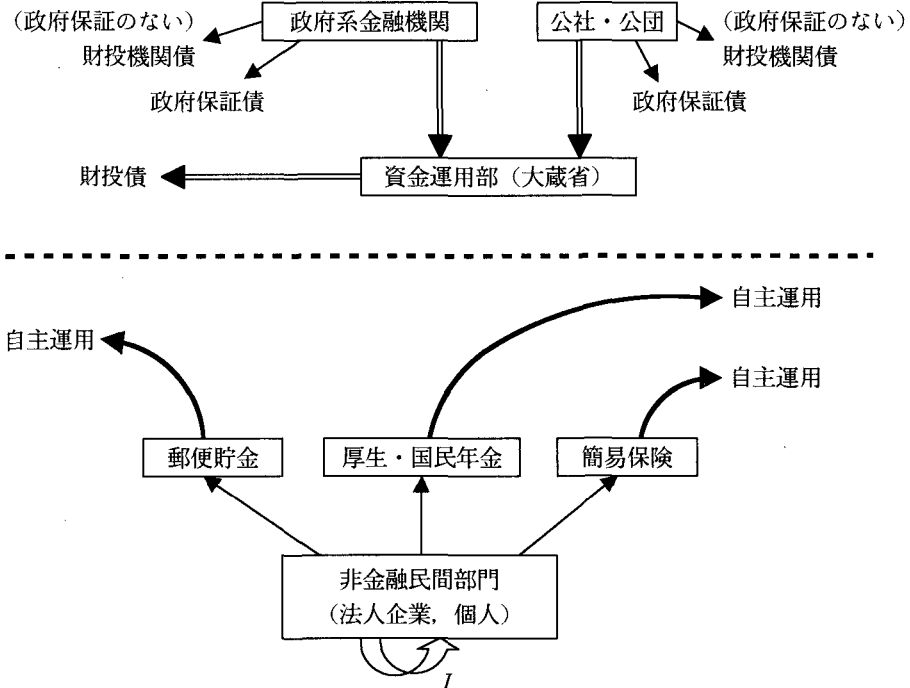 （政府保証のない）
財投機関債
政府系金融機関
公社・公団
（政府保証のない）
財投機関債
政府保証債
政府保証債
財投債
資金運用部（大蔵省）
自主運用
自主運用
自主運用
郵便貯金
厚生・国民年金
簡易保険
非金融民間部門
（法人企業，個人）
I